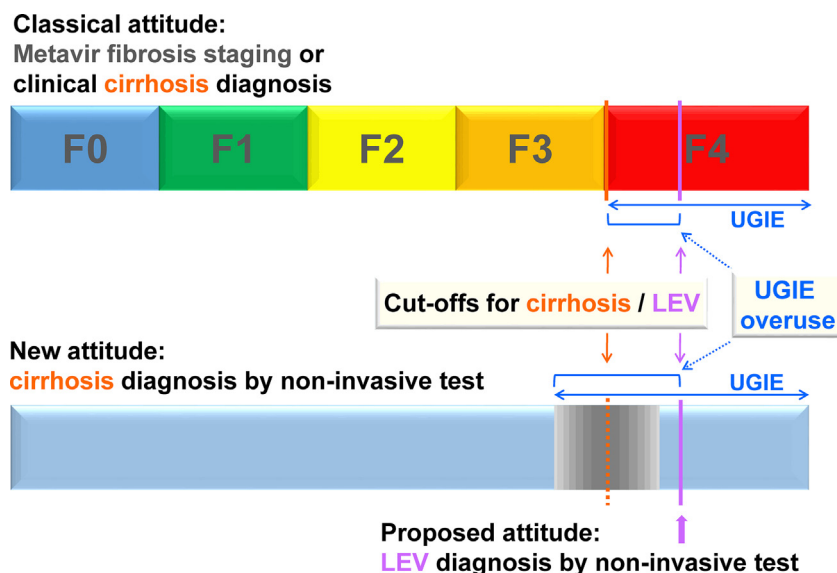 Classical attitude:
Metavir fibrosis staging or
clinical cirrhosis diagnosis
F0 F1 F2 F3 F4
UGIE
Cut-offs for cirrhosis / LEV
UGIE
overuse
New attitude:
cirrhosis diagnosis by non-invasive test
UGIE
Proposed attitude:
LEV diagnosis by non-invasive test